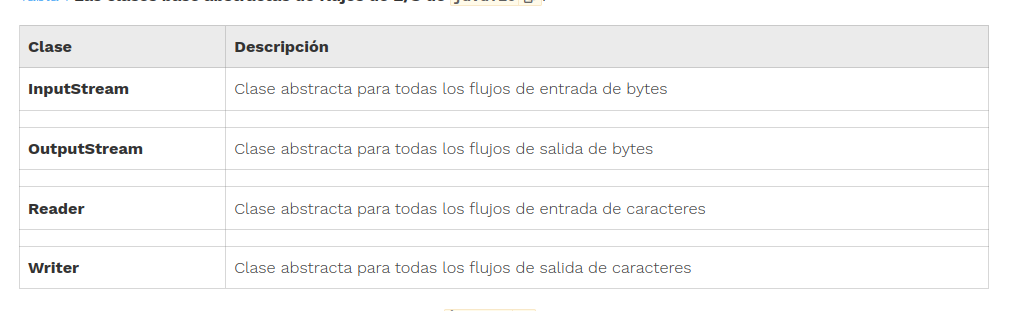 Clase Descripción
InputStream Clase abstracta para todas los flujos de entrada de bytes
OutputStream Clase abstracta para todas los flujos de salida de bytes
Reader Clase abstracta para todas los flujos de entrada de caracteres
Writer Clase abstracta para todas los flujos de salida de caracteres